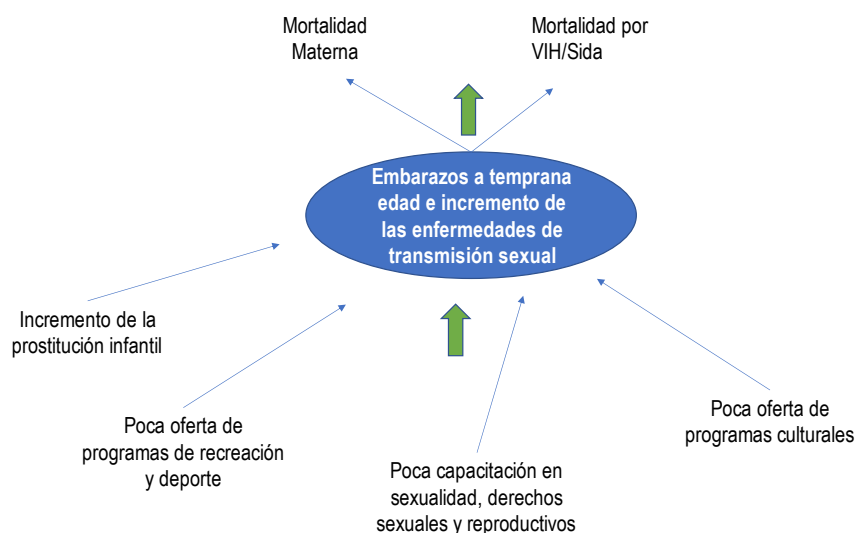 Mortalidad
Materna
Mortalidad por
VIH/Sida
Embarazos a temprana
edad e incremento de
las enfermedades de
transmisión sexual
Incremento de la
prostitución infantil
Poca oferta de
programas de recreación
y deporte
Poca capacitación en
sexualidad, derechos
sexuales y reproductivos
Poca oferta de
programas culturales